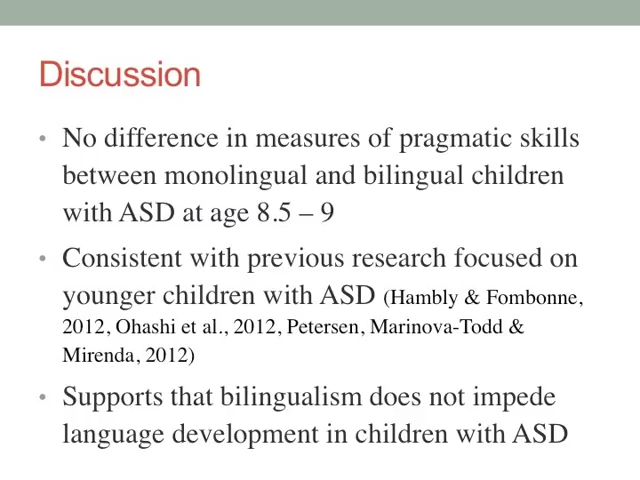 Discussion
• No difference in measures of pragmatic skills
between monolingual and bilingual children
with ASD at age 8.5 – 9
• Consistent with previous research focused on
younger children with ASD (Hambly & Fombonne,
2012, Ohashi et al., 2012, Petersen, Marinova-Todd &
Mirenda, 2012)
• Supports that bilingualism does not impede
language development in children with ASD